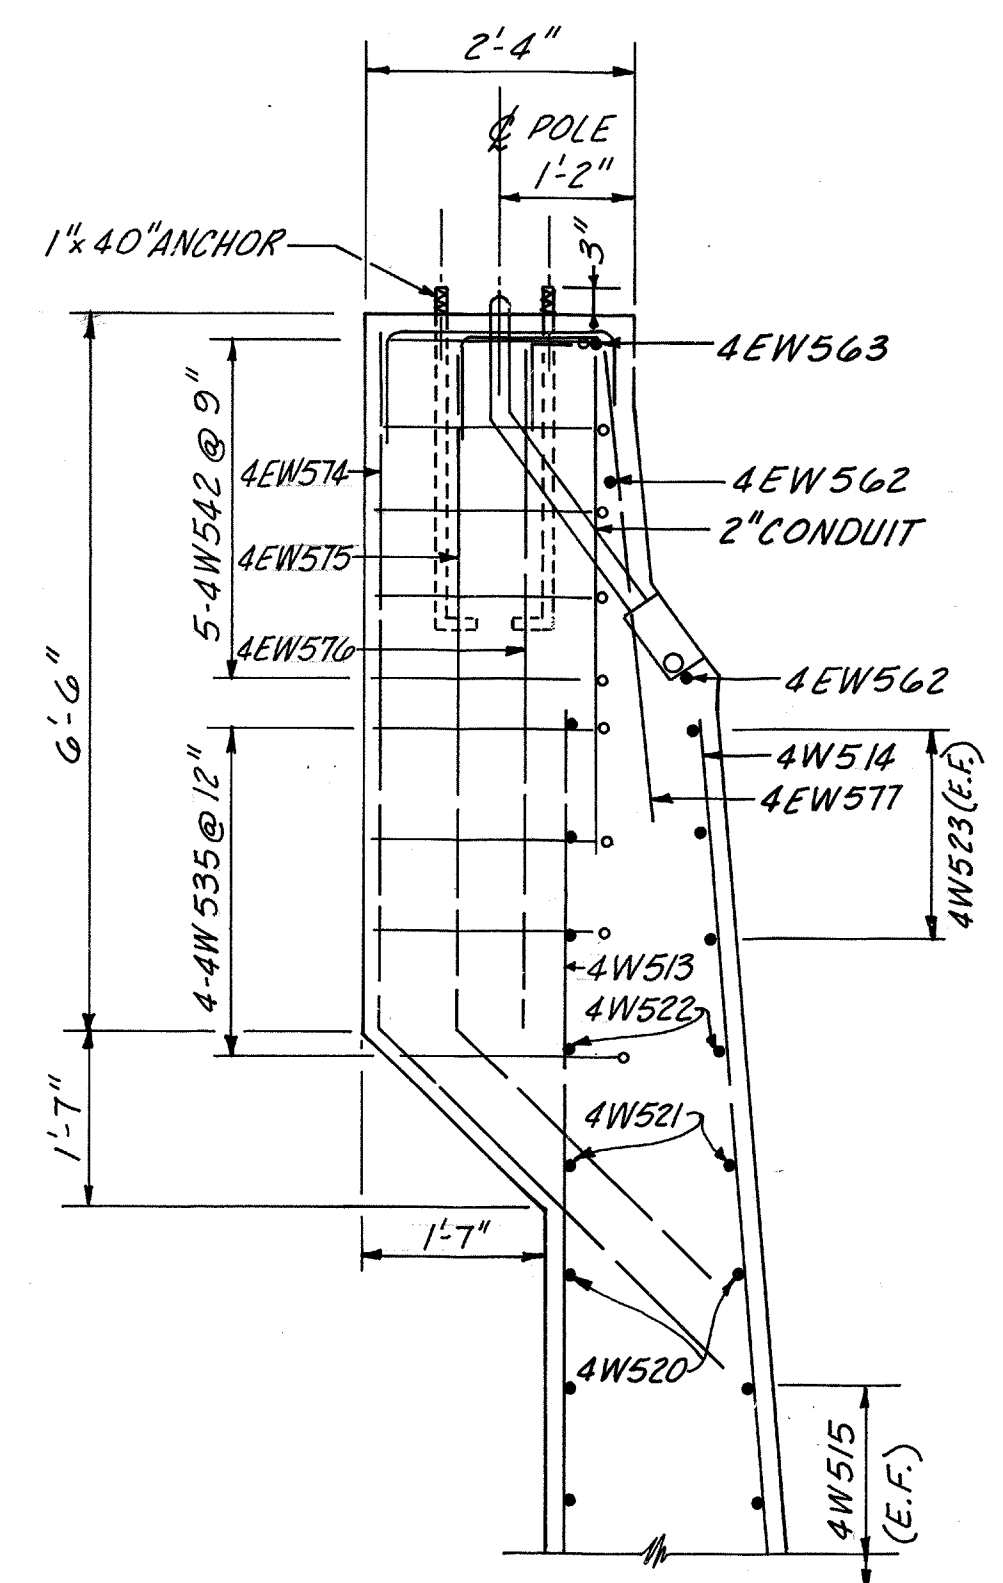 2'-4"
℄ POLE
1'-2"
3"
1"x 40" ANCHOR
4EW563
5-4W542 @ 9"
4EW574
4EW562
2" CONDUIT
4EW575
4EW576
4EW562
6'-6"
4W514
4EW577
4W523 (E.F.)
4-4W535 @ 12"
4W513
4W522
1'-7"
4W521
1'-7"
4W520
4W515
(E.F.)